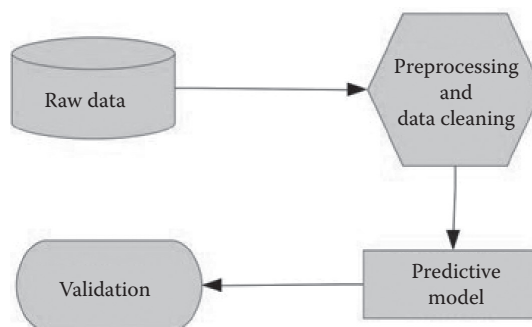 Raw data
Preprocessing
and
data cleaning
Predictive
model
Validation